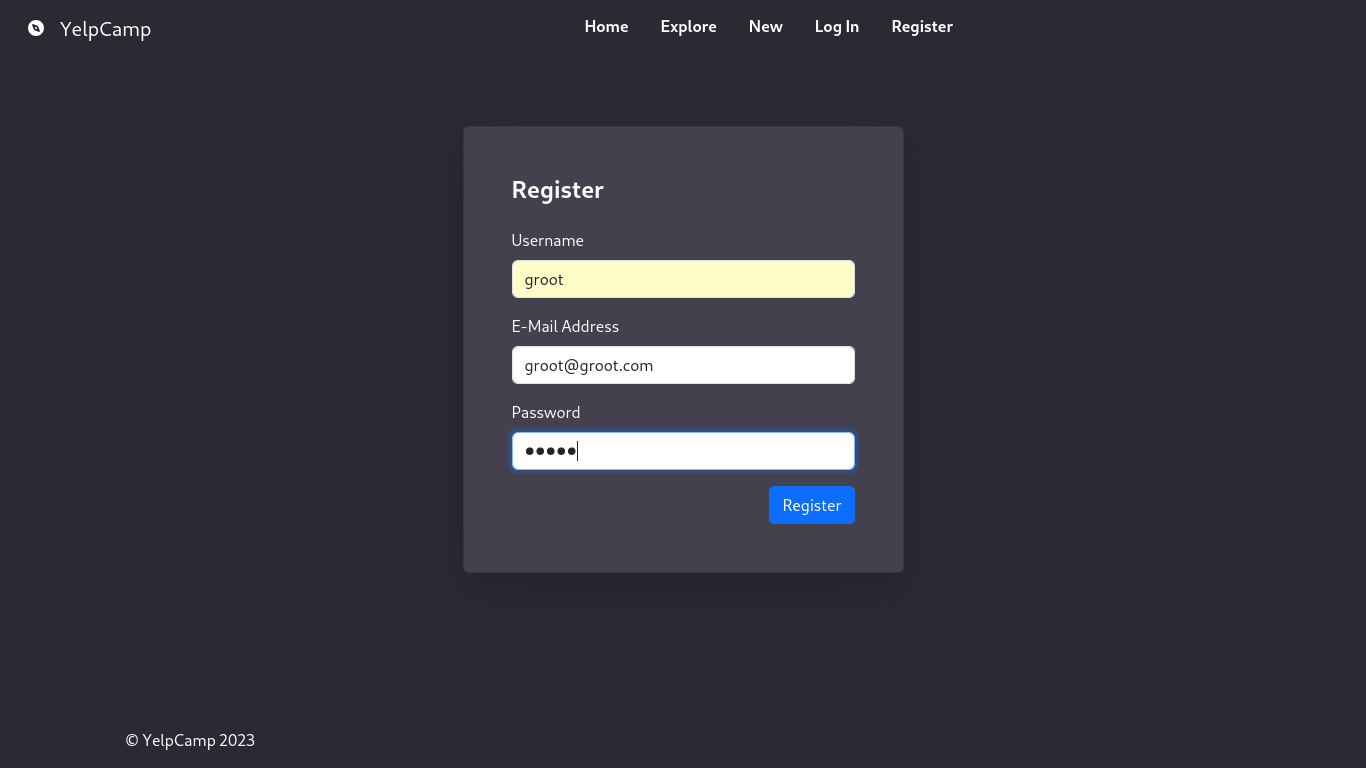 YelpCamp
Home Explore New Log In Register
Register
Username
groot
E-Mail Address
groot@groot.com
Password
●●●●●
Register
© YelpCamp 2023